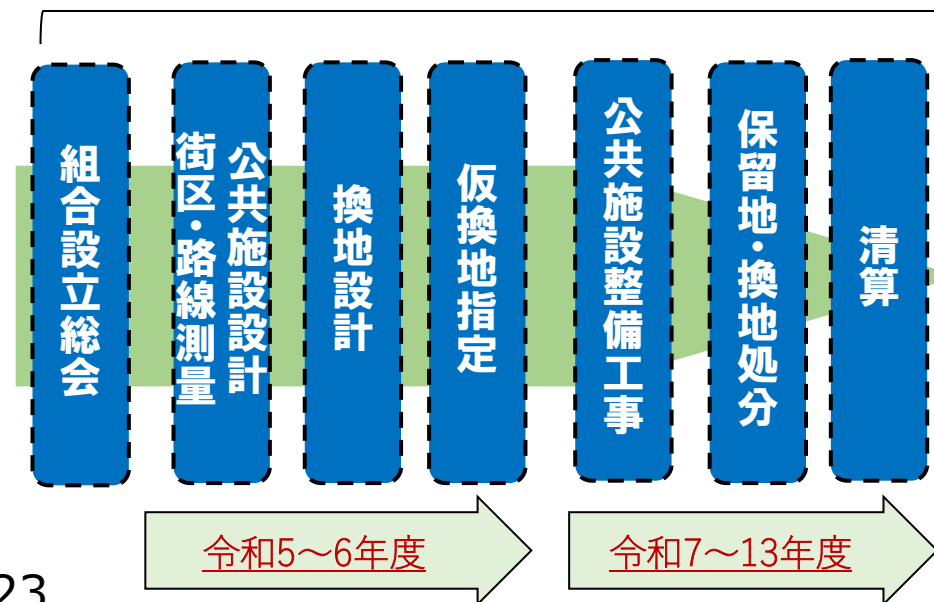 組合設立総会
公共施設設計
街区・路線測量
換地設計
仮換地指定
公共施設整備工事
保留地・換地処分
清算
令和5～6年度
令和7～13年度
23